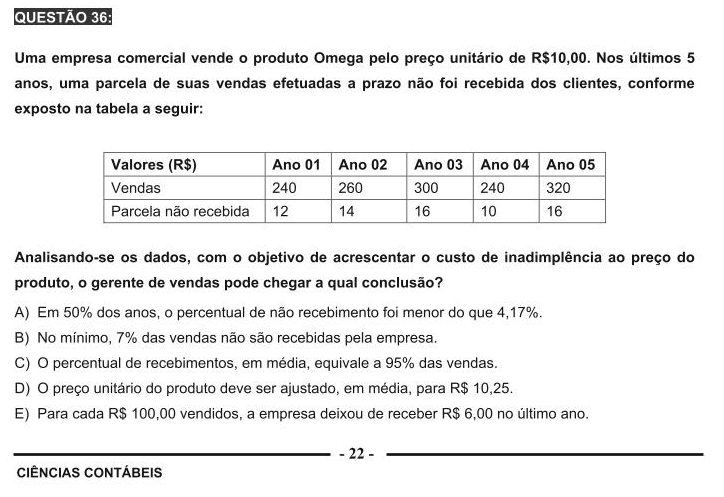 QUESTÃO 36:
Uma empresa comercial vende o produto Omega pelo preço unitário de R$10,00. Nos últimos 5
anos, uma parcela de suas vendas efetuadas a prazo não foi recebida dos clientes, conforme
exposto na tabela a seguir:
Valores (R$) Ano 01 Ano 02 Ano 03 Ano 04 Ano 05
Vendas 240 260 300 240 320
Parcela não recebida 12 14 16 10 16
Analisando-se os dados, com o objetivo de acrescentar o custo de inadimplência ao preço do
produto, o gerente de vendas pode chegar a qual conclusão?
A) Em 50% dos anos, o percentual de não recebimento foi menor do que 4,17%.
B) No mínimo, 7% das vendas não são recebidas pela empresa.
C) O percentual de recebimentos, em média, equivale a 95% das vendas.
D) O preço unitário do produto deve ser ajustado, em média, para R$ 10,25.
E) Para cada R$ 100,00 vendidos, a empresa deixou de receber R$ 6,00 no último ano.
- 22 -
CIÊNCIAS CONTÁBEIS